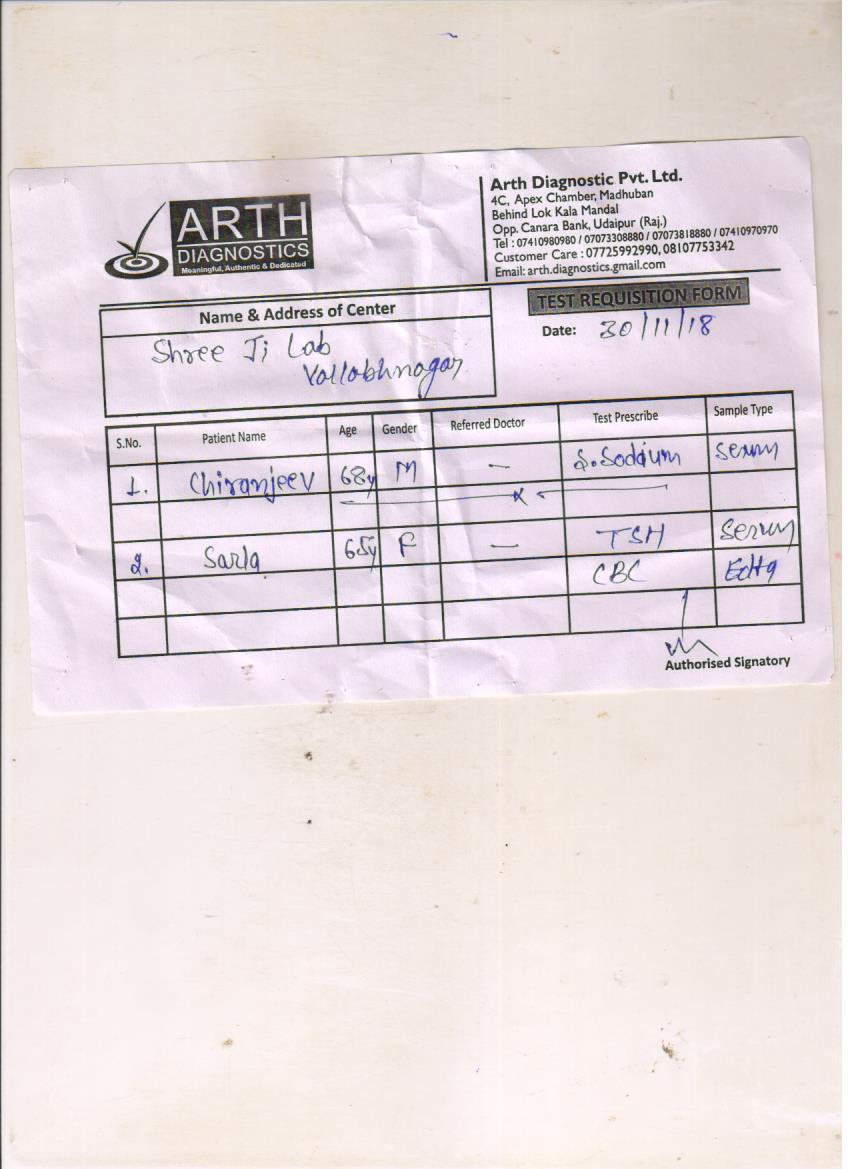 ARTH
DIAGNOSTICS
Meaningful, Authentic & Dedicated
Arth Diagnostic Pvt. Ltd.
4C, Apex Chamber, Madhuban
Behind Lok Kala Mandal
Opp. Canara Bank, Udaipur (Raj.)
Tel : 07410980980 / 07073308880 / 07073818880 / 07410970970
Customer Care : 07725992990, 08107753342
Email: arth.diagnostics.gmail.com
Name & Address of Center
Shree Ji Lab
Vallabhnagar
TEST REQUISITION FORM
Date: 30/11/18
S.No. Patient Name Age Gender Referred Doctor Test Prescribe Sample Type
1. Chiranjeev 68y M — S. Sodium Serum
2. Sarla 65y F — TSH Serum
CBC
Authorised Signatory